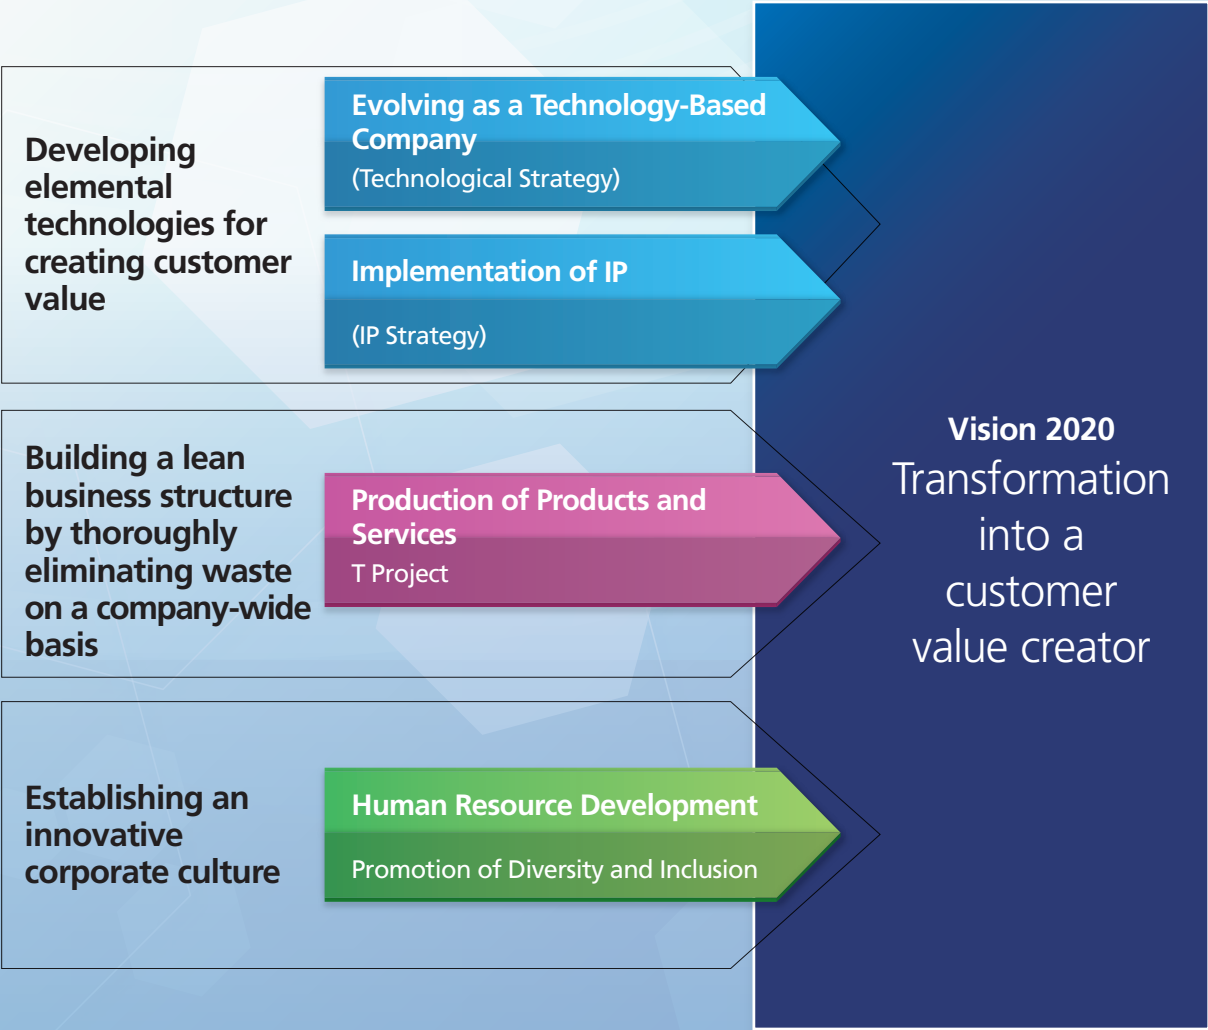 Developing
elemental
technologies for
creating customer
value
Evolving as a Technology-Based
Company
(Technological Strategy)
Implementation of IP
(IP Strategy)
Building a lean
business structure
by thoroughly
eliminating waste
on a company-wide
basis
Production of Products and
Services
T Project
Establishing an
innovative
corporate culture
Human Resource Development
Promotion of Diversity and Inclusion
Vision 2020
Transformation
into a
customer
value creator